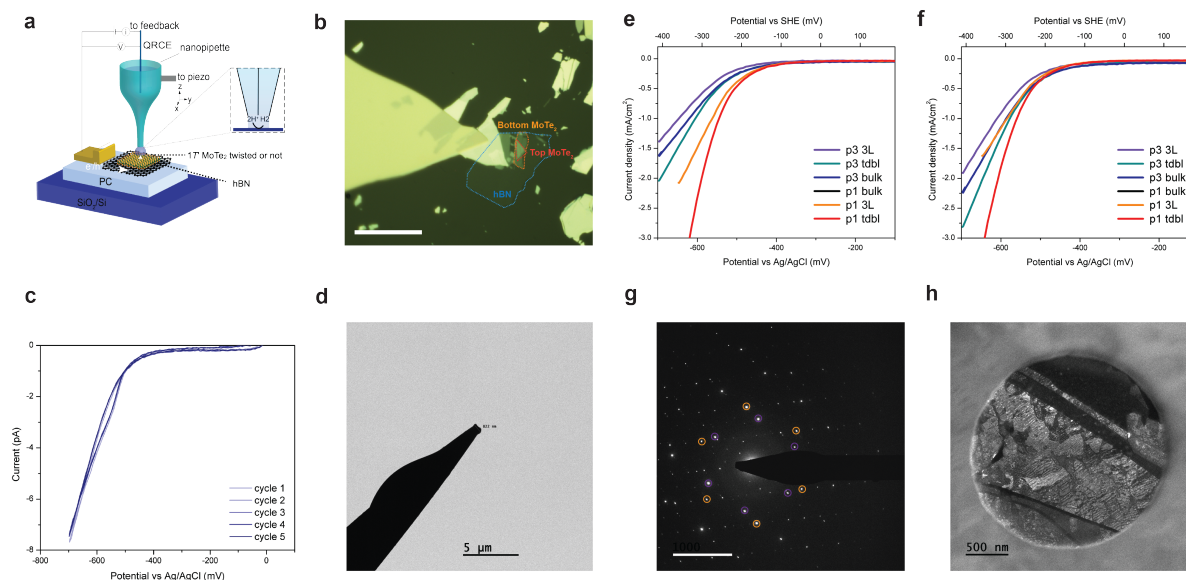 a
to feedback
QRCE
nanopipette
V
to piezo
z
y
x
2H⁺ H2
1T' MoTe₂ twisted or not
hBN
PC
SiO₂/Si
b
Bottom MoTe₂
Top MoTe₂
hBN
e
Potential vs SHE (mV)
-400 -300 -200 -100 0 100
Current density (mA/cm²)
0.0
-0.5
-1.0
-1.5
-2.0
-2.5
-3.0
p3 3L
p3 tdbl
p3 bulk
p1 bulk
p1 3L
p1 tdbl
-600 -400 -200
Potential vs Ag/AgCl (mV)
f
Potential vs SHE (mV)
-400 -300 -200 -100 0 100
Current density (mA/cm²)
0.0
-0.5
-1.0
-1.5
-2.0
-2.5
-3.0
p3 3L
p3 tdbl
p3 bulk
p1 bulk
p1 3L
p1 tdbl
-600 -400 -200
Potential vs Ag/AgCl (mV)
c
Current (pA)
0
-2
-4
-6
-8
cycle 1
cycle 2
cycle 3
cycle 4
cycle 5
-800 -600 -400 -200 0
Potential vs Ag/AgCl (mV)
d
5 µm
g
h
500 nm